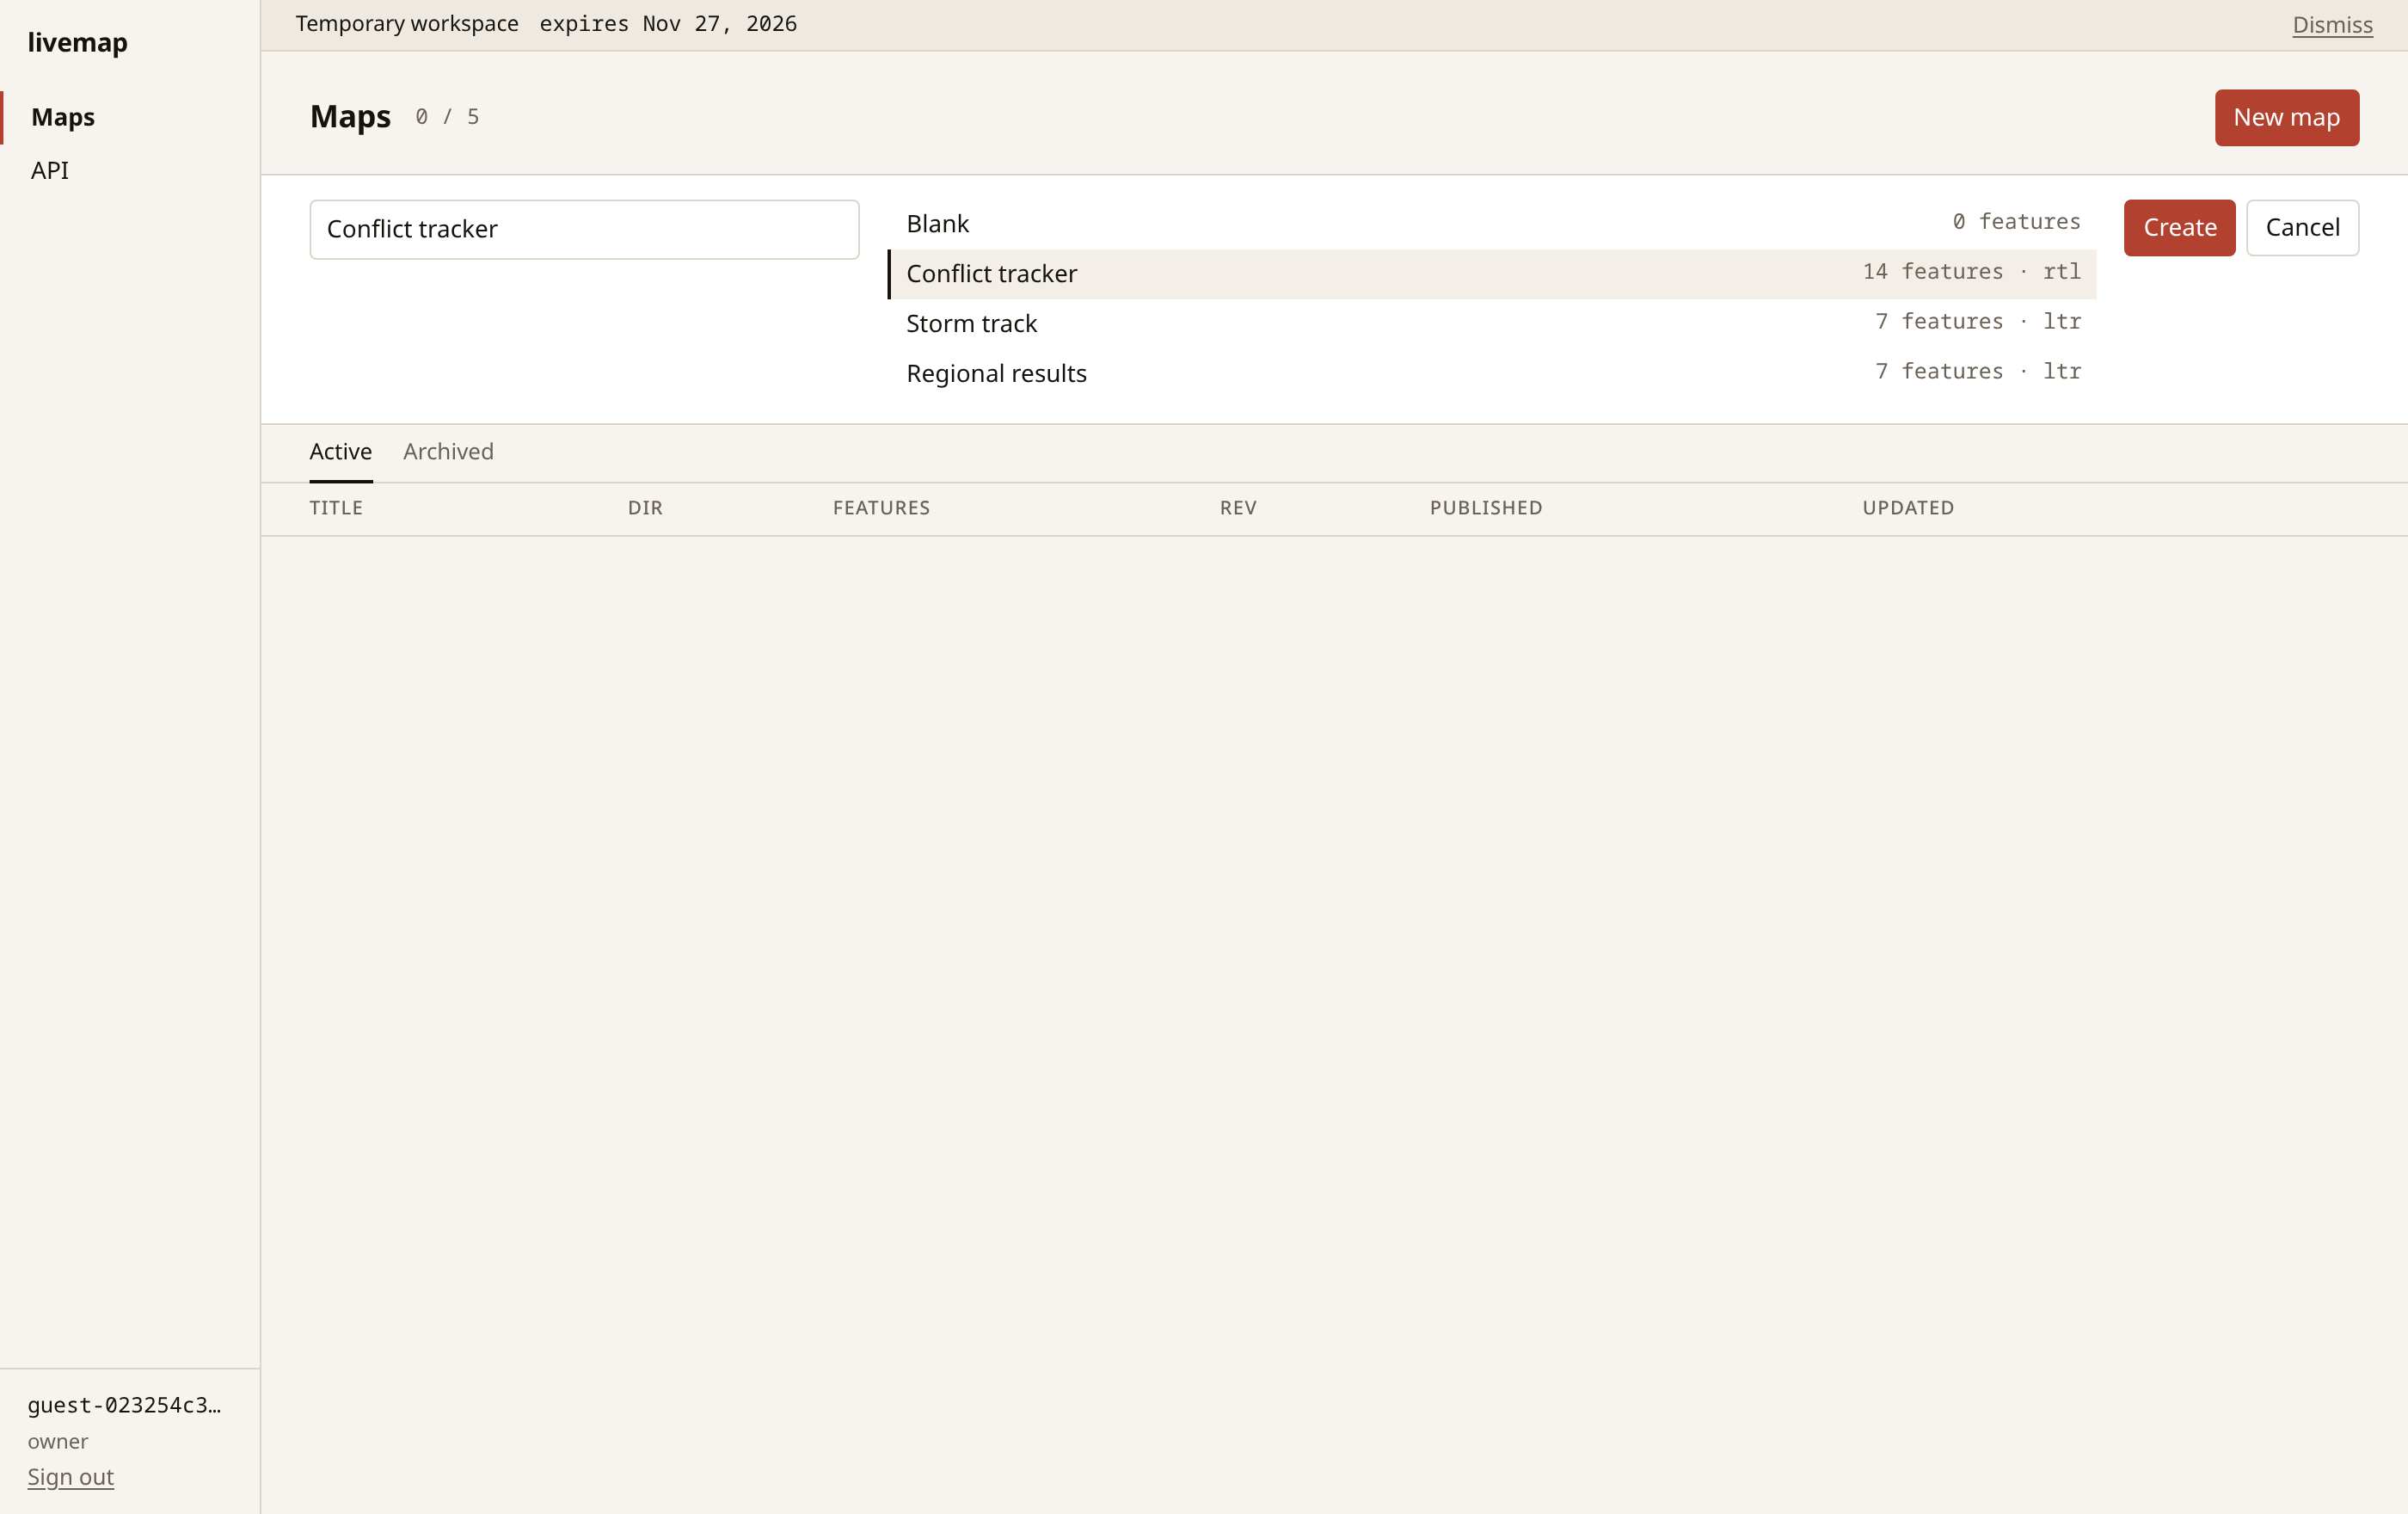 livemap
Maps
API
guest-023254c3…
owner
Sign out
Temporary workspace expires Nov 27, 2026
Dismiss
Maps 0 / 5
New map
Conflict tracker
Blank 0 features
Conflict tracker 14 features · rtl
Storm track 7 features · ltr
Regional results 7 features · ltr
Create Cancel
Active Archived
TITLE DIR FEATURES REV PUBLISHED UPDATED